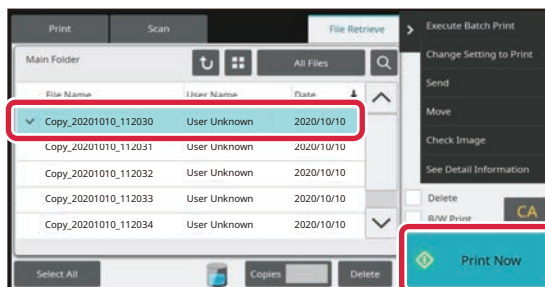 Print
Scan
File Retrieve
Execute Batch Print
Main Folder
All Files
Change Setting to Print
Send
File Name
User Name
Date
Move
Copy_20201010_112030 User Unknown 2020/10/10
Check Image
Copy_20201010_112031 User Unknown 2020/10/10
See Detail Information
Copy_20201010_112032 User Unknown 2020/10/10
Copy_20201010_112033 User Unknown 2020/10/10
Delete
Copy_20201010_112034 User Unknown 2020/10/10
B/W Print
CA
Print Now
Select All
Copies
Delete